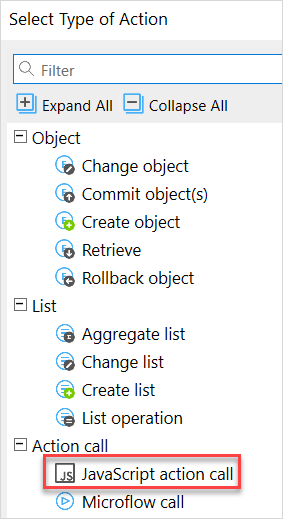 Select Type of Action
Filter
Expand All Collapse All
Object
Change object
Commit object(s)
Create object
Retrieve
Rollback object
List
Aggregate list
Change list
Create list
List operation
Action call
JS JavaScript action call
Microflow call